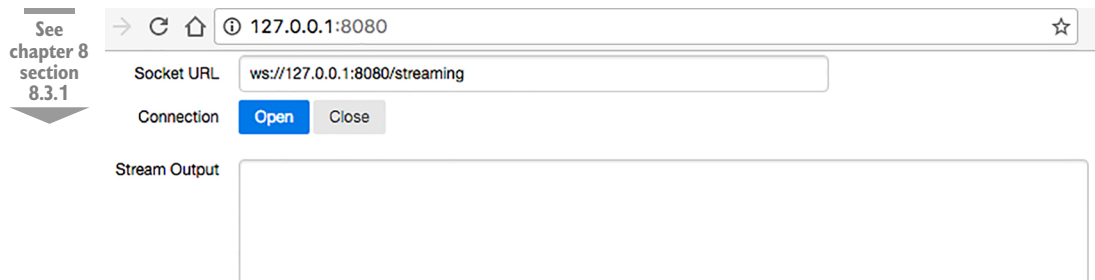 See
chapter 8
section
8.3.1
127.0.0.1:8080
Socket URL ws://127.0.0.1:8080/streaming
Connection Open Close
Stream Output